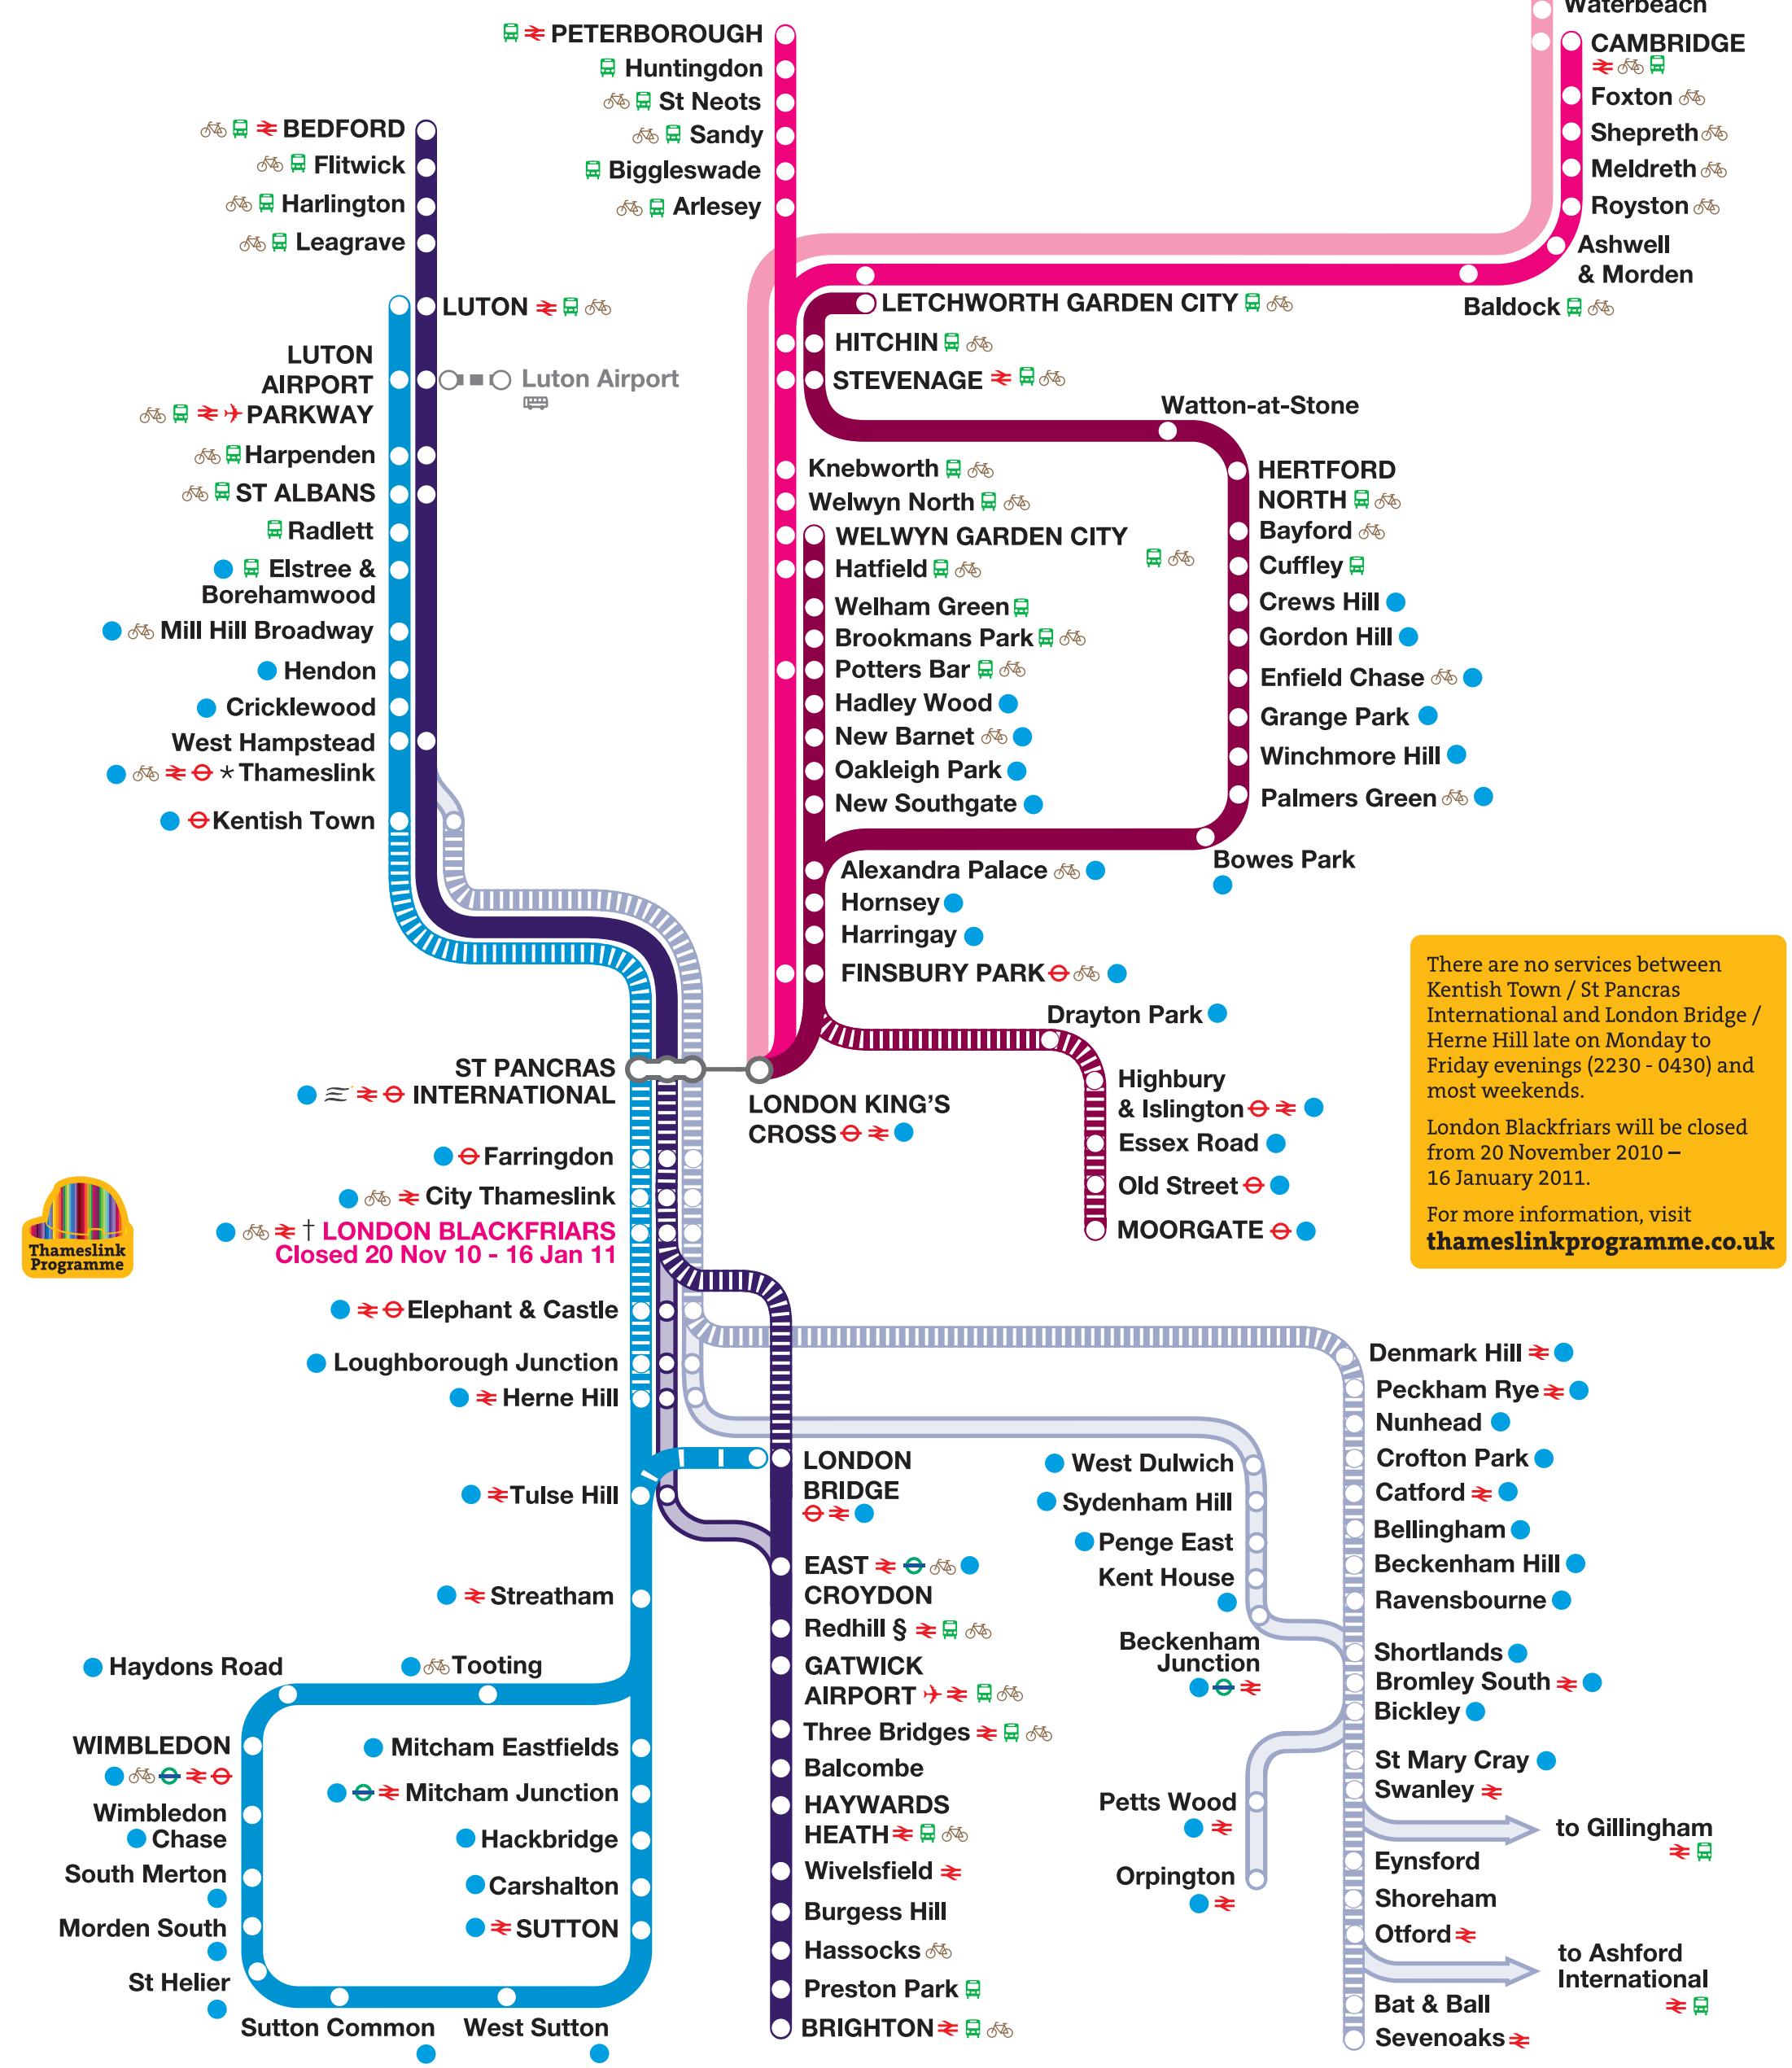 Waterbeach
PETERBOROUGH
Huntingdon
St Neots
Sandy
Biggleswade
Arlesey
CAMBRIDGE
Foxton
Shepreth
Meldreth
Royston
Ashwell
& Morden
Baldock
BEDFORD
Flitwick
Harlington
Leagrave
LUTON
LUTON
AIRPORT
PARKWAY
Luton Airport
Harpenden
ST ALBANS
Radlett
Elstree &
Borehamwood
Mill Hill Broadway
Hendon
Cricklewood
West Hampstead
*Thameslink
Kentish Town
LETCHWORTH GARDEN CITY
HITCHIN
STEVENAGE
Watton-at-Stone
Knebworth
Welwyn North
WELWYN GARDEN CITY
Hatfield
Welham Green
Brookmans Park
Potters Bar
Hadley Wood
New Barnet
Oakleigh Park
New Southgate
HERTFORD
NORTH
Bayford
Cuffley
Crews Hill
Gordon Hill
Enfield Chase
Grange Park
Winchmore Hill
Palmers Green
Bowes Park
Alexandra Palace
Hornsey
Harringay
FINSBURY PARK
Drayton Park
Highbury
& Islington
Essex Road
Old Street
MOORGATE
There are no services between
Kentish Town / St Pancras
International and London Bridge /
Herne Hill late on Monday to
Friday evenings (2230 - 0430) and
most weekends.
London Blackfriars will be closed
from 20 November 2010 –
16 January 2011.
For more information, visit
thameslinkprogramme.co.uk
ST PANCRAS
INTERNATIONAL
LONDON KING'S
CROSS
Farringdon
City Thameslink
† LONDON BLACKFRIARS
Closed 20 Nov 10 - 16 Jan 11
Thameslink
Programme
Elephant & Castle
Loughborough Junction
Herne Hill
Tulse Hill
Streatham
Haydons Road
Tooting
WIMBLEDON
Wimbledon
Chase
South Merton
Morden South
St Helier
Sutton Common
West Sutton
Mitcham Eastfields
Mitcham Junction
Hackbridge
Carshalton
SUTTON
LONDON
BRIDGE
EAST
CROYDON
Redhill §
GATWICK
AIRPORT
Three Bridges
Balcombe
HAYWARDS
HEATH
Wivelsfield
Burgess Hill
Hassocks
Preston Park
BRIGHTON
West Dulwich
Sydenham Hill
Penge East
Kent House
Beckenham
Junction
Petts Wood
Orpington
Denmark Hill
Peckham Rye
Nunhead
Crofton Park
Catford
Bellingham
Beckenham Hill
Ravensbourne
Shortlands
Bromley South
Bickley
St Mary Cray
Swanley
to Gillingham
Eynsford
Shoreham
Otford
to Ashford
International
Bat & Ball
Sevenoaks